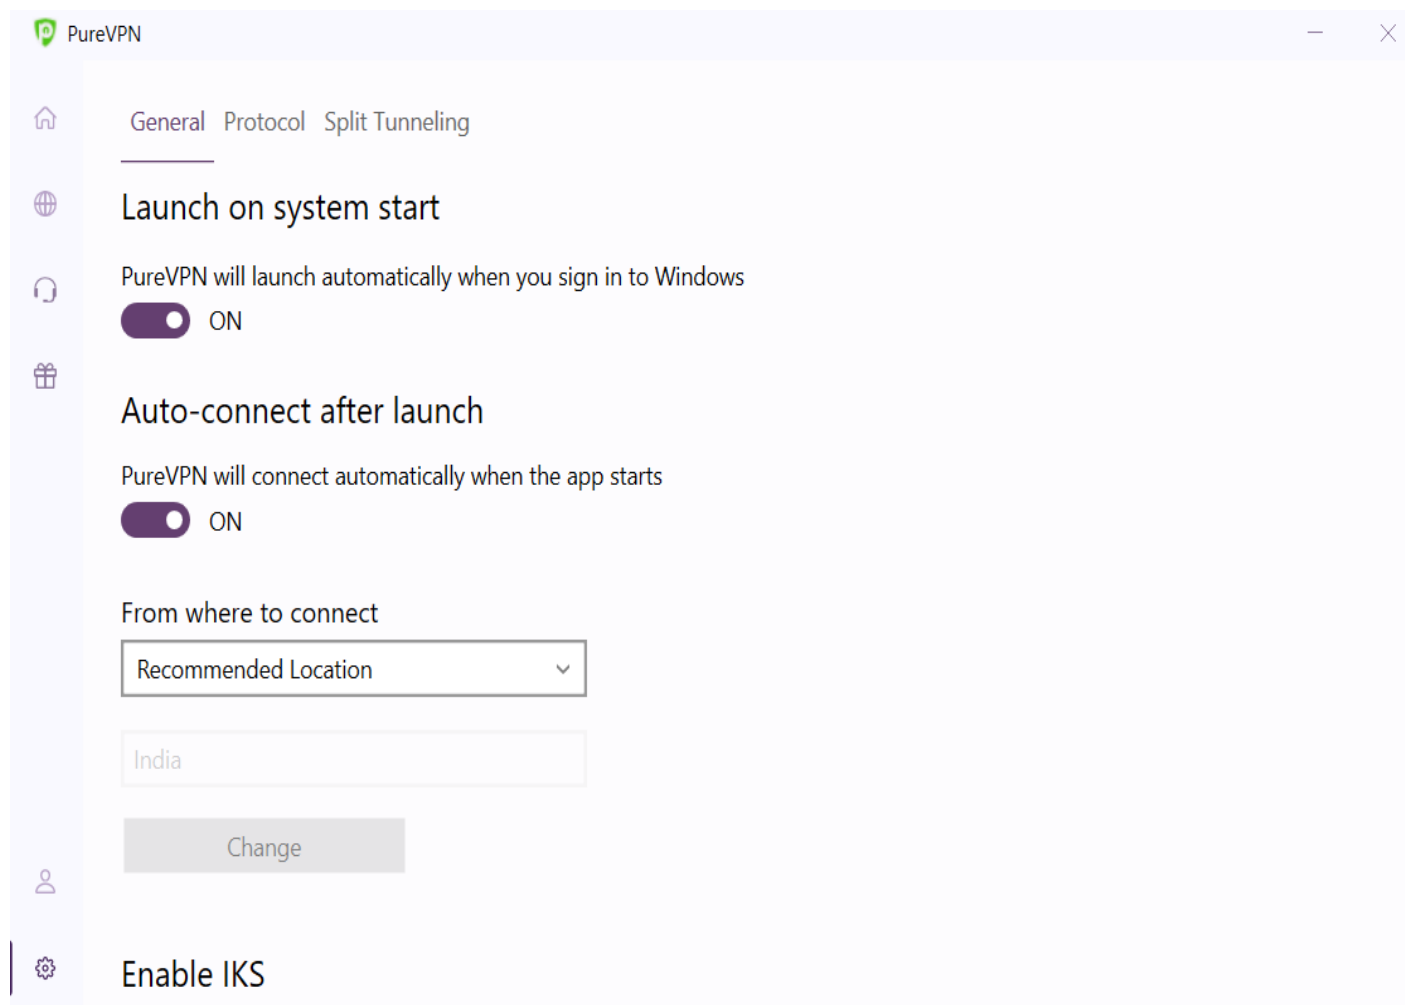 PureVPN
General Protocol Split Tunneling
Launch on system start
PureVPN will launch automatically when you sign in to Windows
ON
Auto-connect after launch
PureVPN will connect automatically when the app starts
ON
From where to connect
Recommended Location
India
Change
Enable IKS